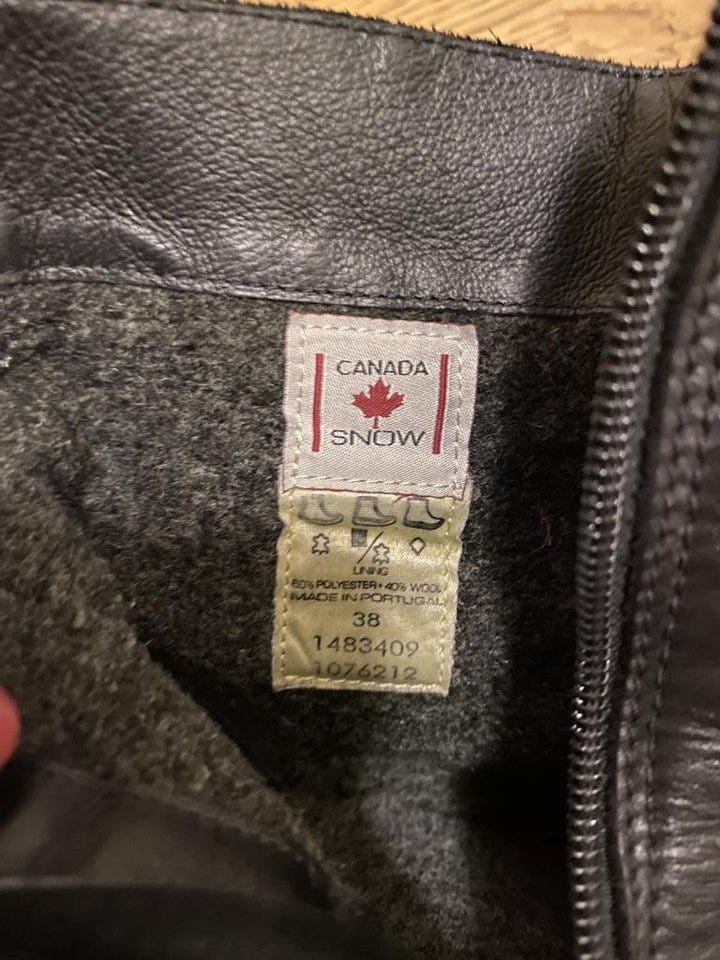 CANADA
SNOW
LINING
60% POLYESTER + 40% WOOL
MADE IN PORTUGAL
38
1483409
1076212